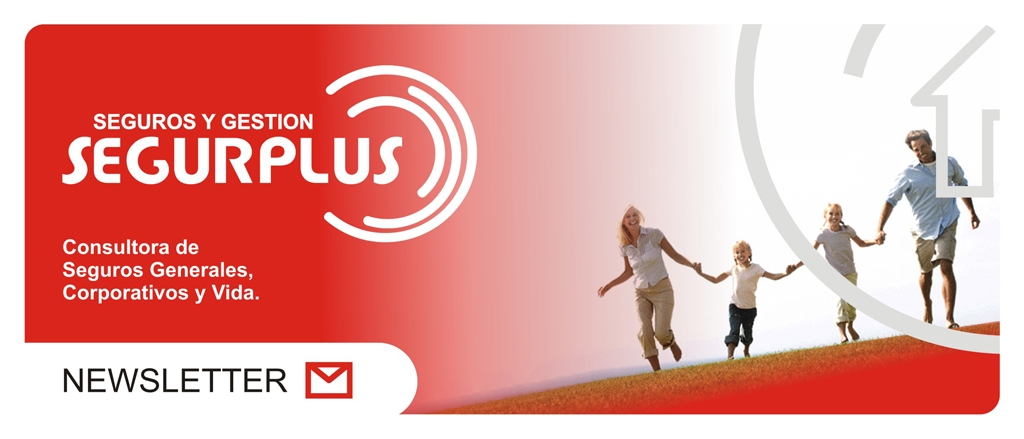 SEGUROS Y GESTION
SEGURPLUS
Consultora de
Seguros Generales,
Corporativos y Vida.
NEWSLETTER